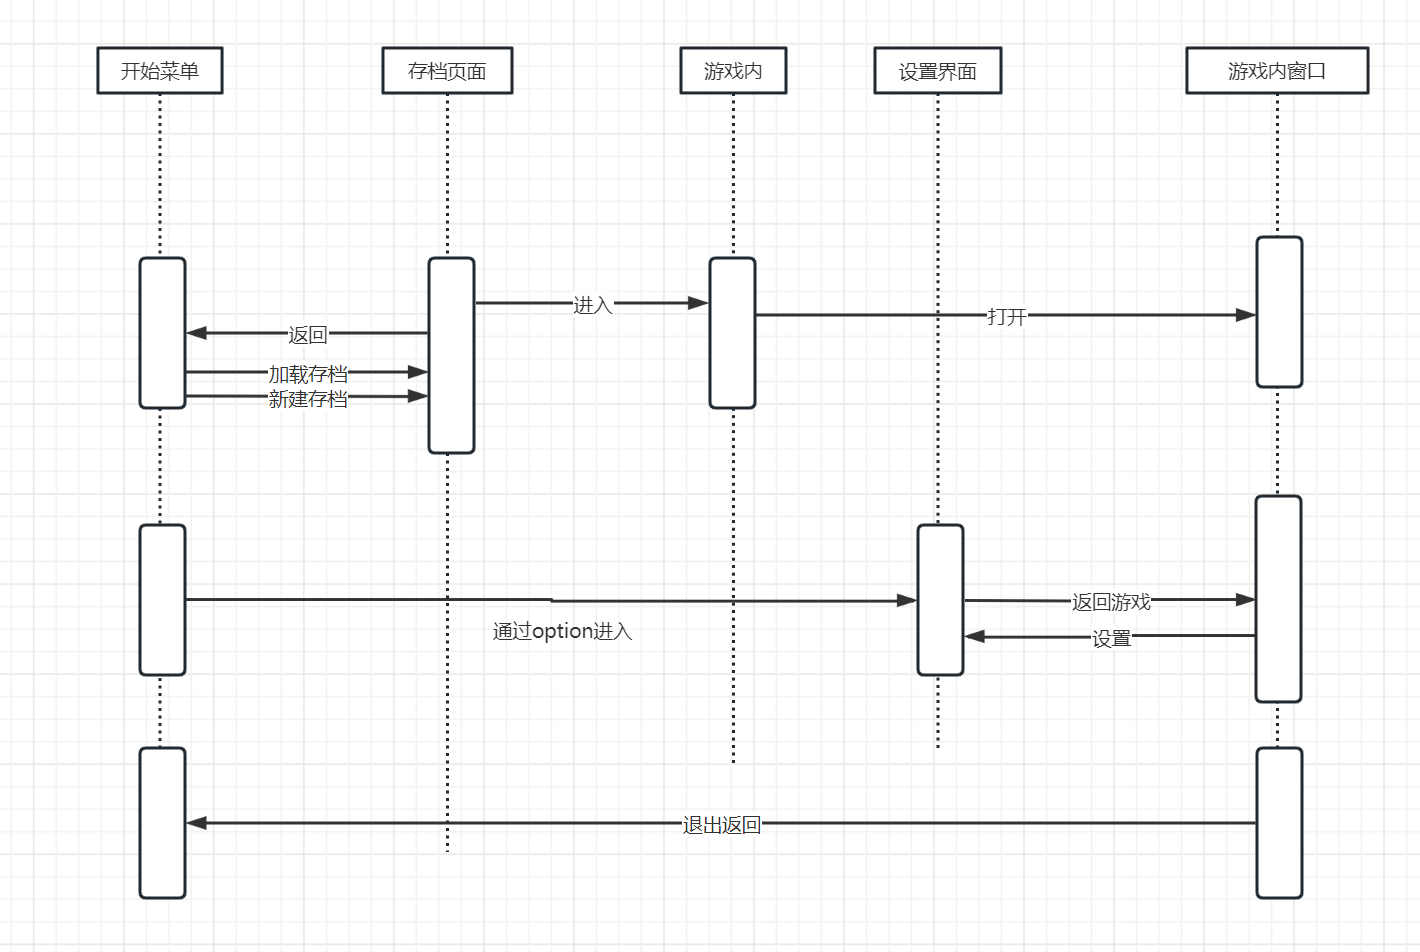 开始菜单
存档页面
游戏内
设置界面
游戏内窗口
进入
打开
返回
加载存档
新建存档
返回游戏
通过option进入
设置
退出返回